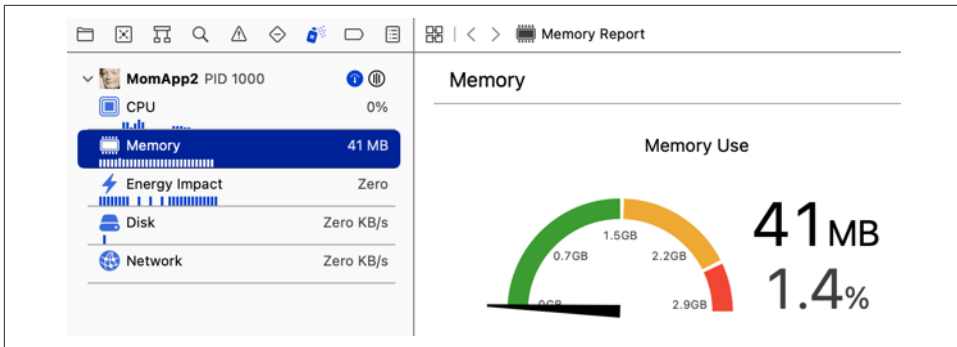 Memory Report
MomApp2 PID 1000
CPU 0%
Memory 41 MB
Energy Impact Zero
Disk Zero KB/s
Network Zero KB/s
Memory
Memory Use
0GB
0.7GB
1.5GB
2.2GB
2.9GB
41MB
1.4%